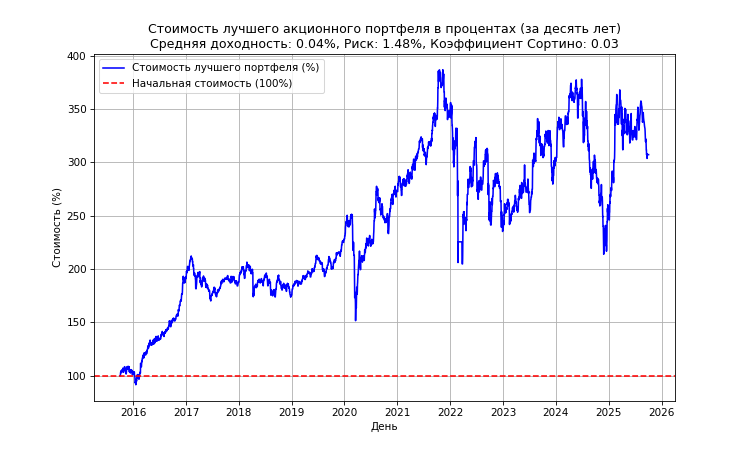 Стоимость лучшего акционного портфеля в процентах (за десять лет)
Средняя доходность: 0.04%, Риск: 1.48%, Коэффициент Сортино: 0.03
Стоимость лучшего портфеля (%)
Начальная стоимость (100%)
Стоимость (%)
400
350
300
250
200
150
100
2016 2017 2018 2019 2020 2021 2022 2023 2024 2025 2026
День